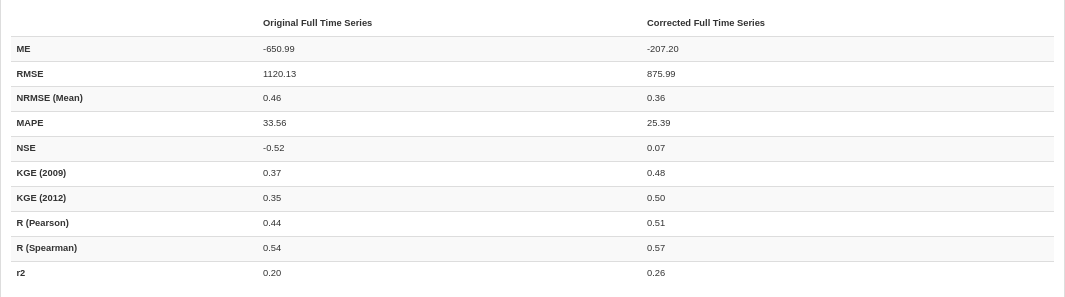 Original Full Time Series Corrected Full Time Series
ME -650.99 -207.20
RMSE 1120.13 875.99
NRMSE (Mean) 0.46 0.36
MAPE 33.56 25.39
NSE -0.52 0.07
KGE (2009) 0.37 0.48
KGE (2012) 0.35 0.50
R (Pearson) 0.44 0.51
R (Spearman) 0.54 0.57
r2 0.20 0.26